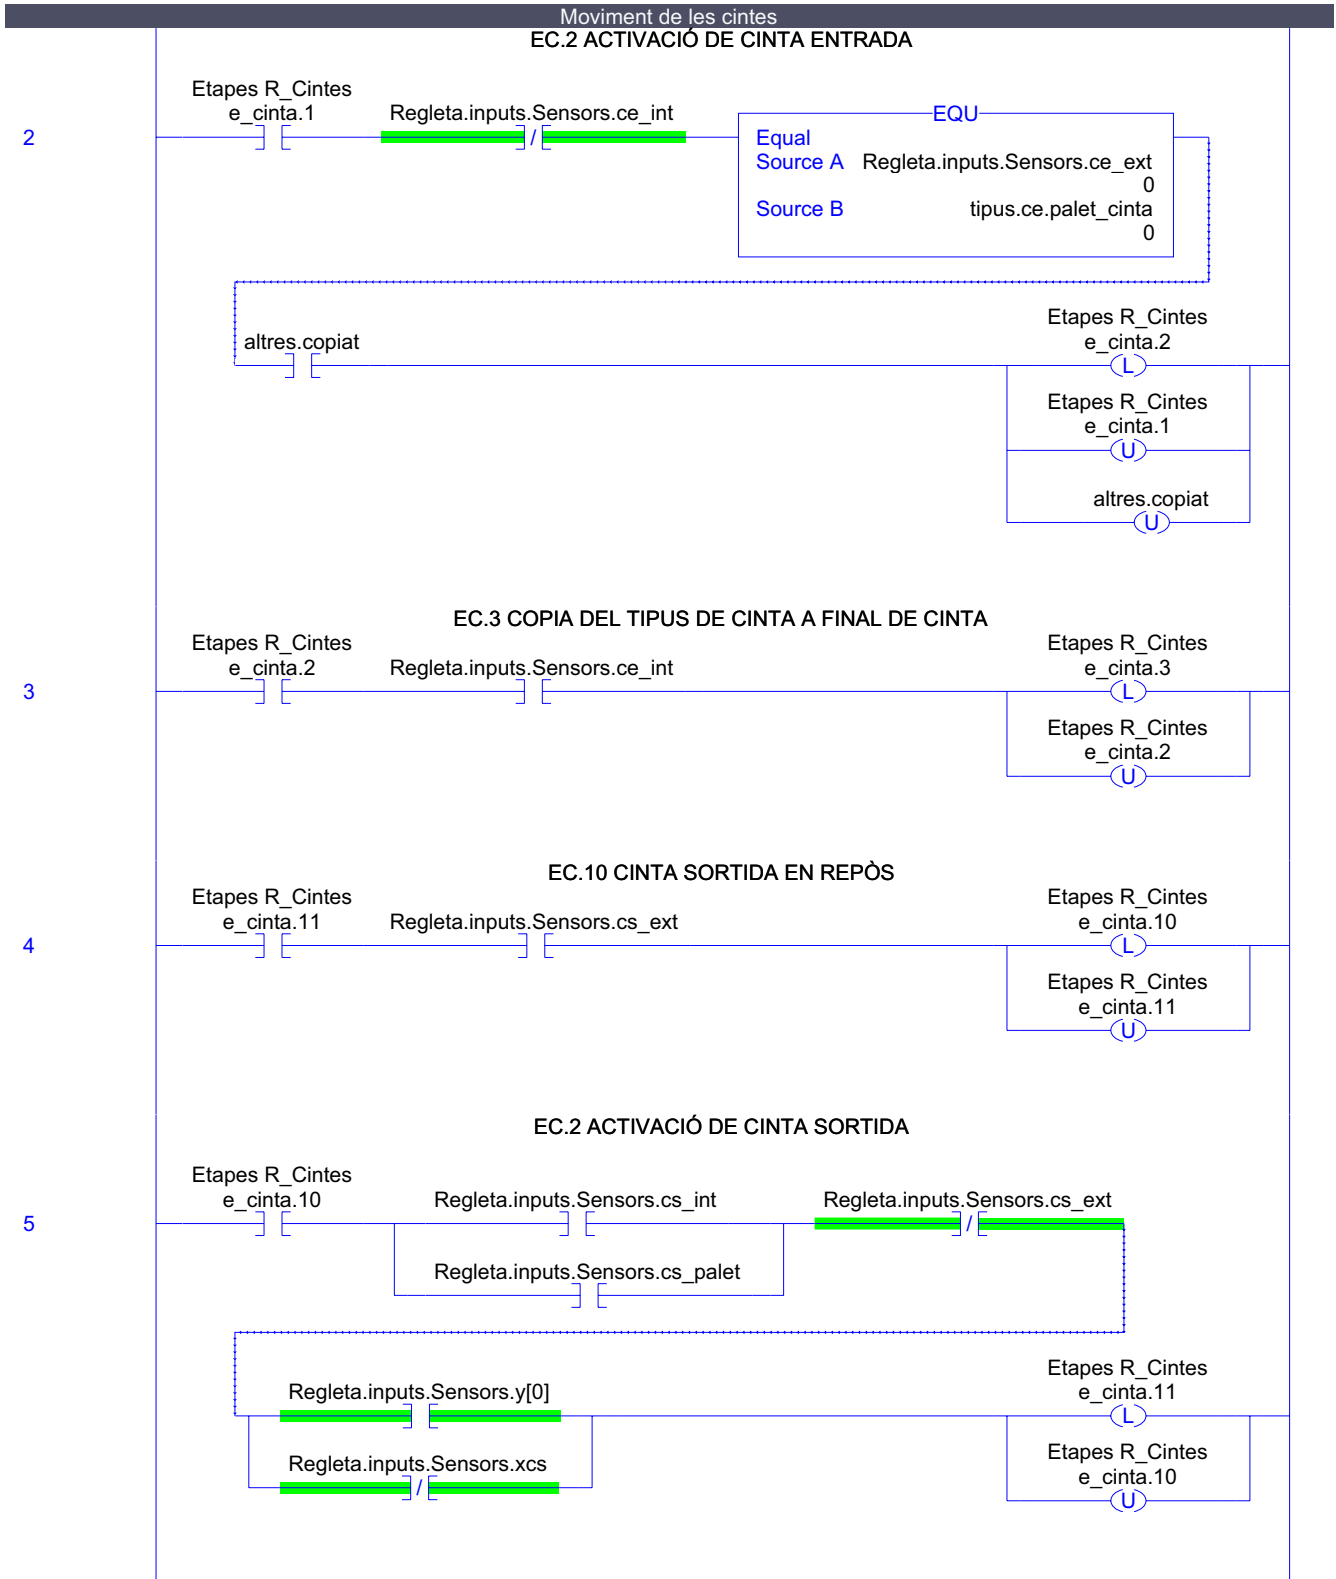 Moviment de les cintes
EC.2 ACTIVACIÓ DE CINTA ENTRADA
Etapes R_Cintes
e_cinta.1
Regleta.inputs.Sensors.ce_int
/
2
EQU
Equal
Source A Regleta.inputs.Sensors.ce_ext
0
Source B tipus.ce.palet_cinta
0
altres.copiat
Etapes R_Cintes
e_cinta.2
L
Etapes R_Cintes
e_cinta.1
U
altres.copiat
U
EC.3 COPIA DEL TIPUS DE CINTA A FINAL DE CINTA
Etapes R_Cintes
e_cinta.2
Regleta.inputs.Sensors.ce_int
3
Etapes R_Cintes
e_cinta.3
L
Etapes R_Cintes
e_cinta.2
U
EC.10 CINTA SORTIDA EN REPÒS
Etapes R_Cintes
e_cinta.11
Regleta.inputs.Sensors.cs_ext
4
Etapes R_Cintes
e_cinta.10
L
Etapes R_Cintes
e_cinta.11
U
EC.2 ACTIVACIÓ DE CINTA SORTIDA
Etapes R_Cintes
e_cinta.10
Regleta.inputs.Sensors.cs_int
Regleta.inputs.Sensors.cs_ext
/
5
Regleta.inputs.Sensors.cs_palet
Regleta.inputs.Sensors.y[0]
Regleta.inputs.Sensors.xcs
/
Etapes R_Cintes
e_cinta.11
L
Etapes R_Cintes
e_cinta.10
U